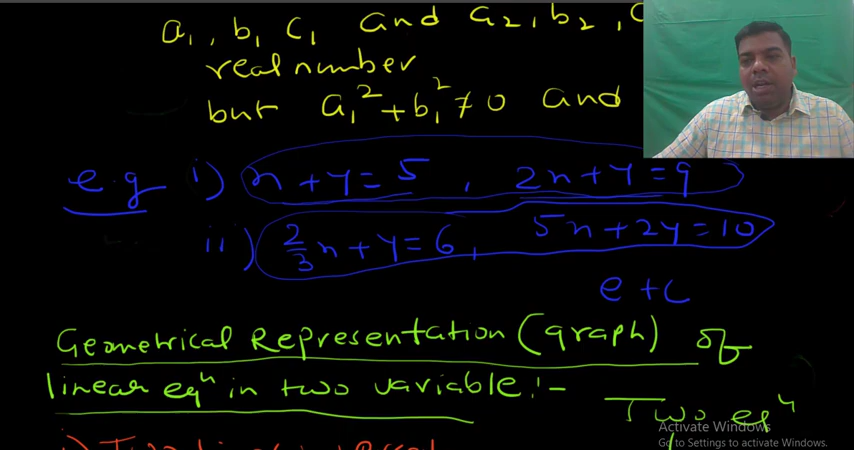 a₁, b₁ c₁ and a₂, b₂, c
real number
but a₁² + b₁² ≠ 0 and
e.g i) x + y = 5 , 2x + y = 9
ii) 2/3 x + y = 6, 5x + 2y = 10
etc
Geometrical Representation (graph) of
linear eqⁿ in two variable :-
Two eqⁿ
Activate Windows
Go to Settings to activate Windows.
i) Two lines